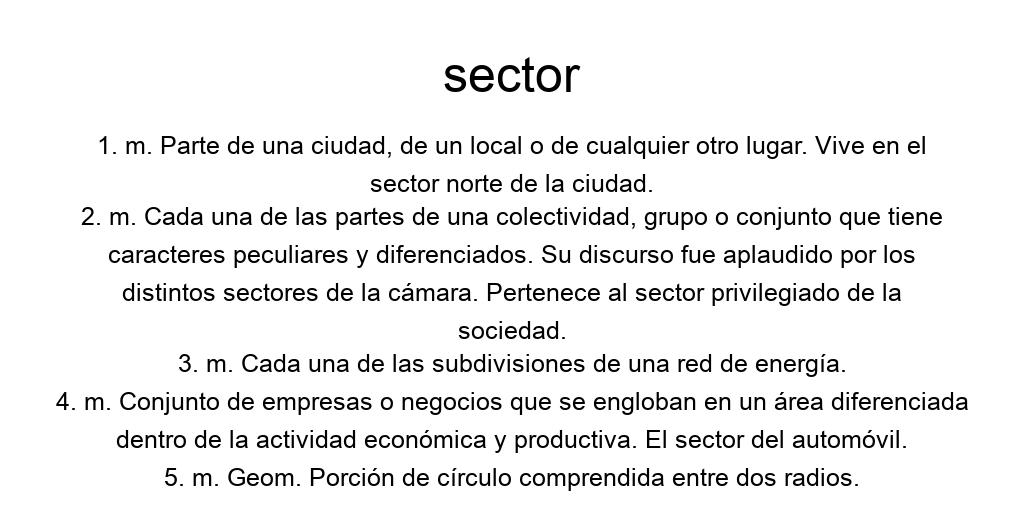 sector
1. m. Parte de una ciudad, de un local o de cualquier otro lugar. Vive en el
sector norte de la ciudad.
2. m. Cada una de las partes de una colectividad, grupo o conjunto que tiene
caracteres peculiares y diferenciados. Su discurso fue aplaudido por los
distintos sectores de la cámara. Pertenece al sector privilegiado de la
sociedad.
3. m. Cada una de las subdivisiones de una red de energía.
4. m. Conjunto de empresas o negocios que se engloban en un área diferenciada
dentro de la actividad económica y productiva. El sector del automóvil.
5. m. Geom. Porción de círculo comprendida entre dos radios.